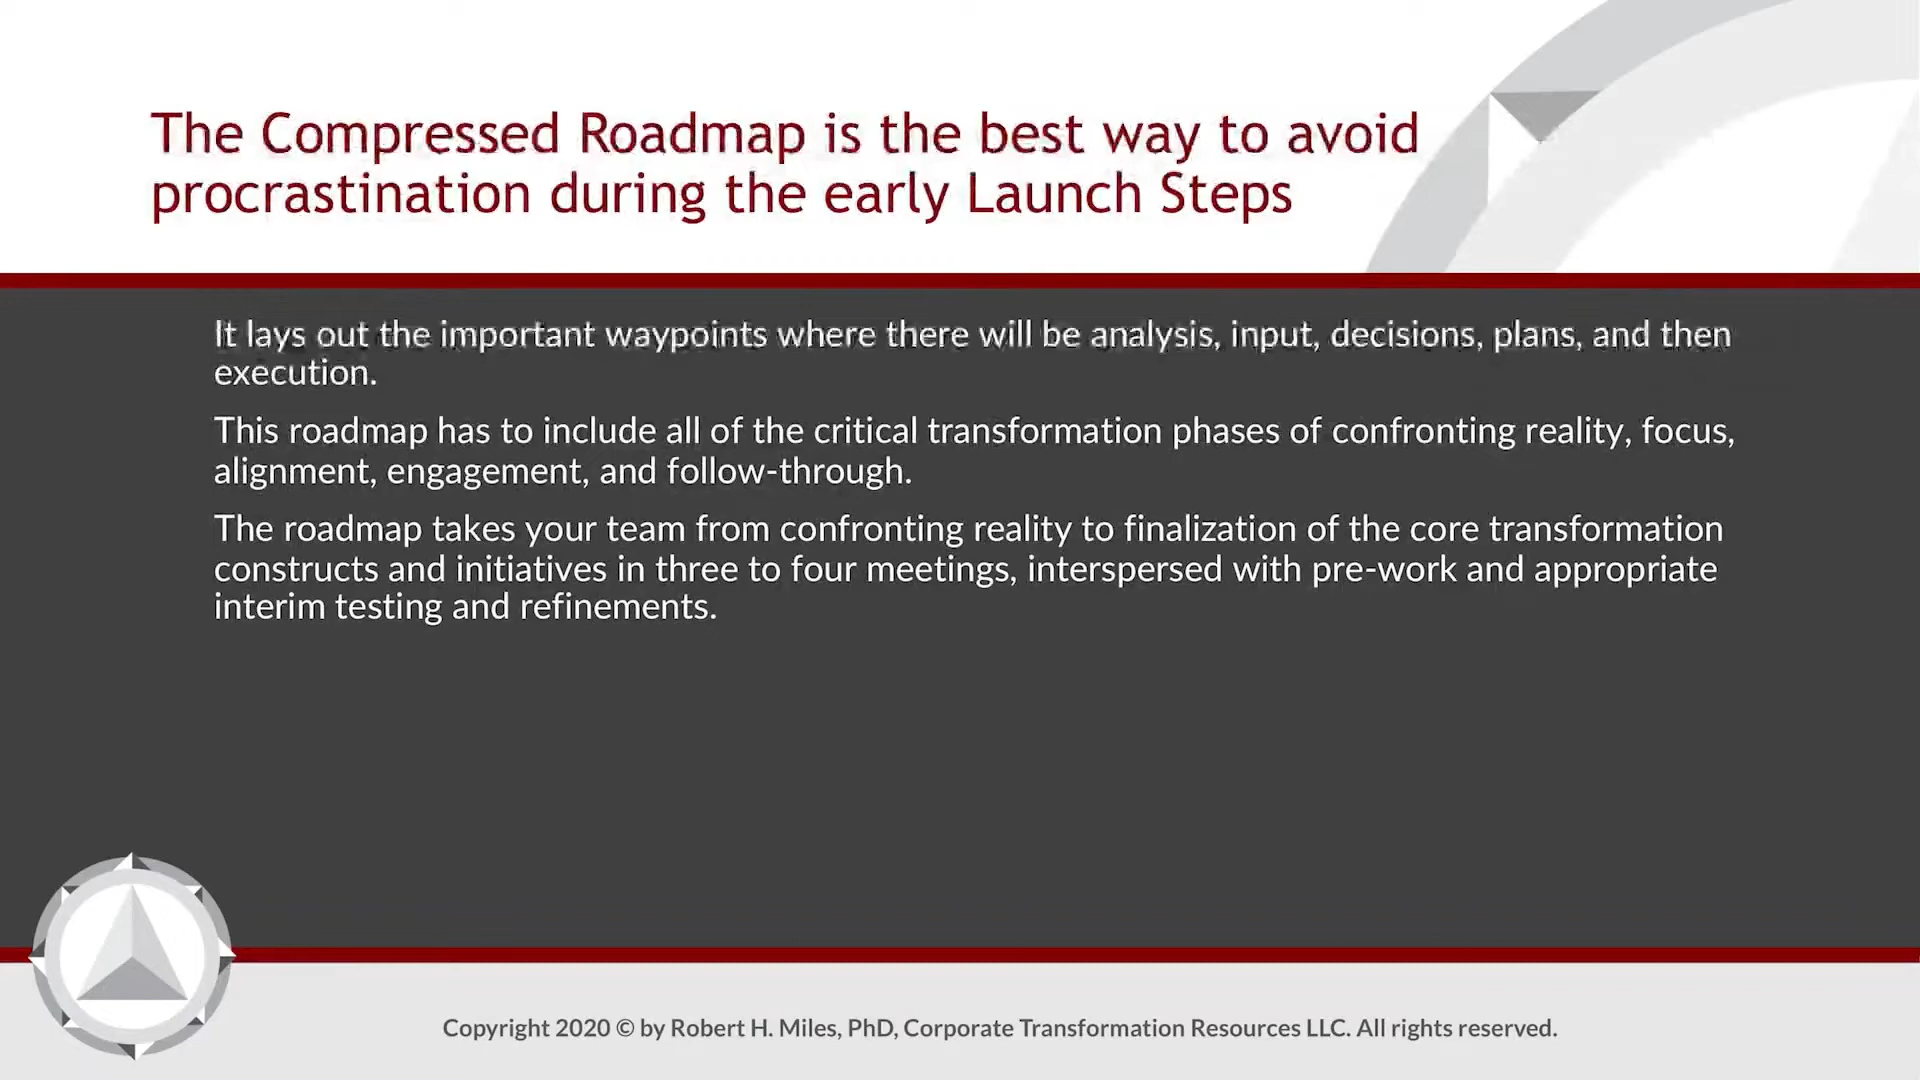 The Compressed Roadmap is the best way to avoid
procrastination during the early Launch Steps
It lays out the important waypoints where there will be analysis, input, decisions, plans, and then
execution.
This roadmap has to include all of the critical transformation phases of confronting reality, focus,
alignment, engagement, and follow-through.
The roadmap takes your team from confronting reality to finalization of the core transformation
constructs and initiatives in three to four meetings, interspersed with pre-work and appropriate
interim testing and refinements.
Copyright 2020 © by Robert H. Miles, PhD, Corporate Transformation Resources LLC. All rights reserved.